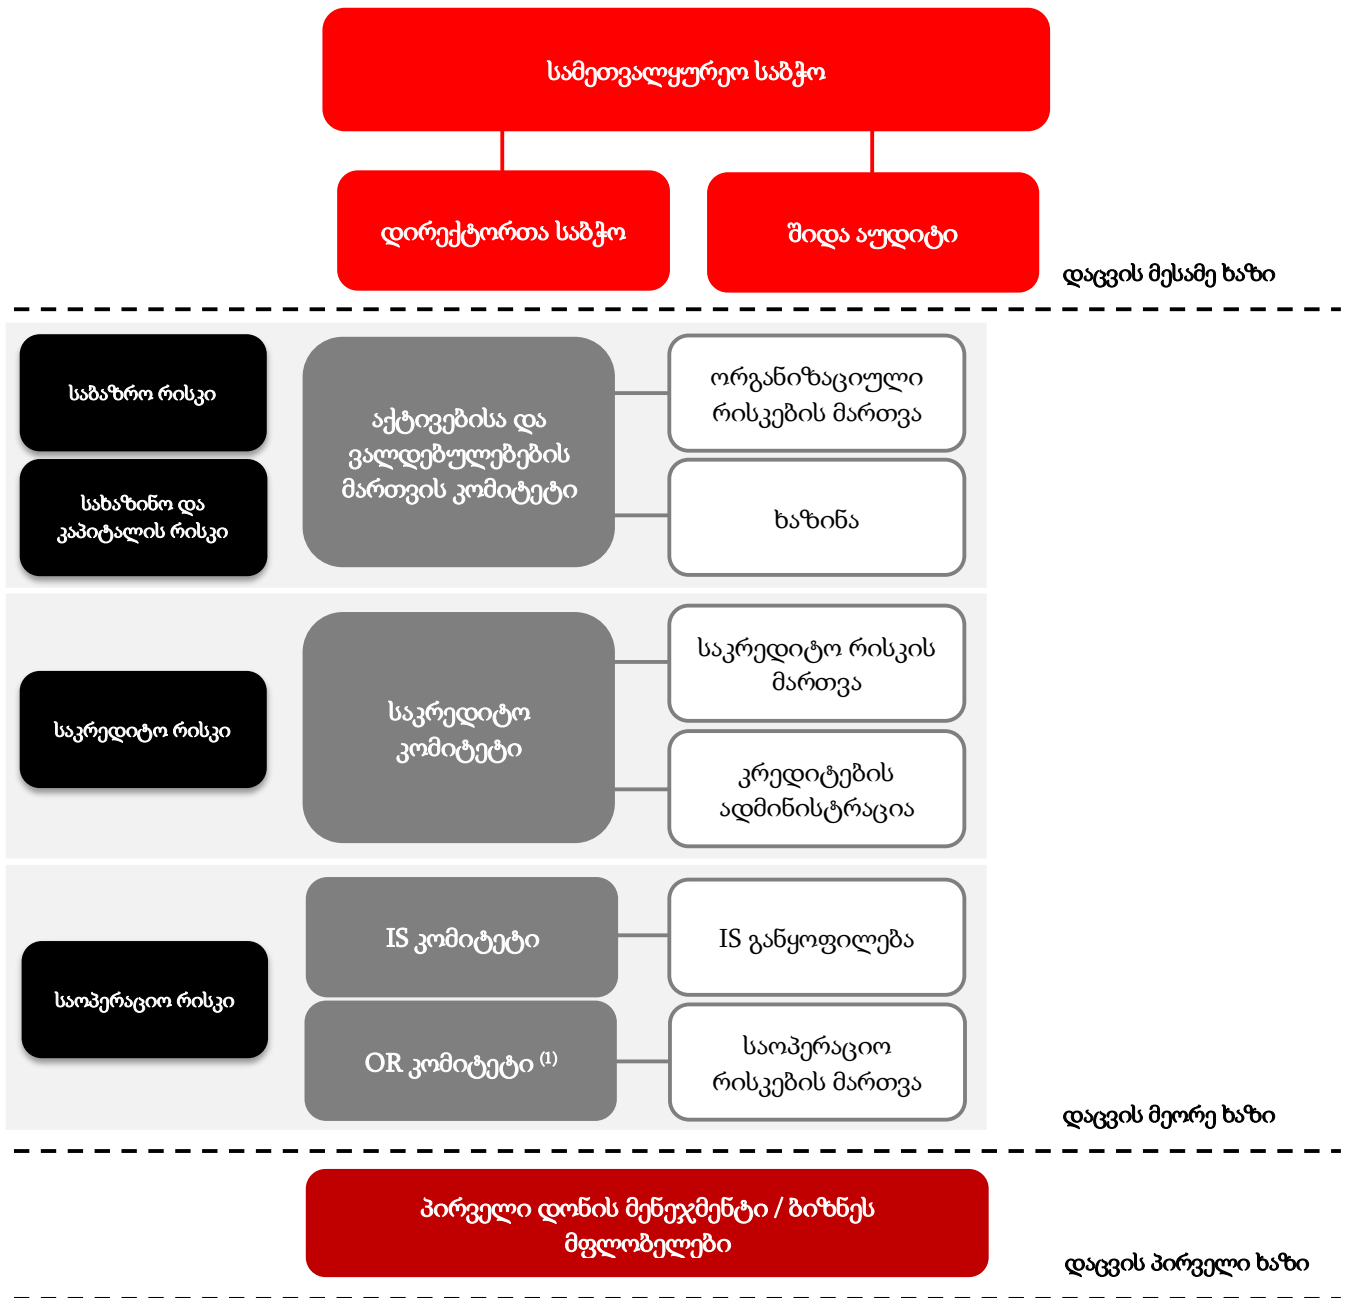 სამეთვალყურეო საბჭო
დირექტორთა საბჭო
შიდა აუდიტი
დაცვის მესამე ხაზი
საბაზრო რისკი
სახაზინო და
კაპიტალის რისკი
აქტივებისა და
ვალდებულებების
მართვის კომიტეტი
ორგანიზაციული
რისკების მართვა
ხაზინა
საკრედიტო რისკი
საკრედიტო
კომიტეტი
საკრედიტო რისკის
მართვა
კრედიტების
ადმინისტრაცია
საოპერაციო რისკი
IS კომიტეტი
IS განყოფილება
OR კომიტეტი (1)
საოპერაციო
რისკების მართვა
დაცვის მეორე ხაზი
პირველი დონის მენეჯმენტი / ბიზნეს
მფლობელები
დაცვის პირველი ხაზი